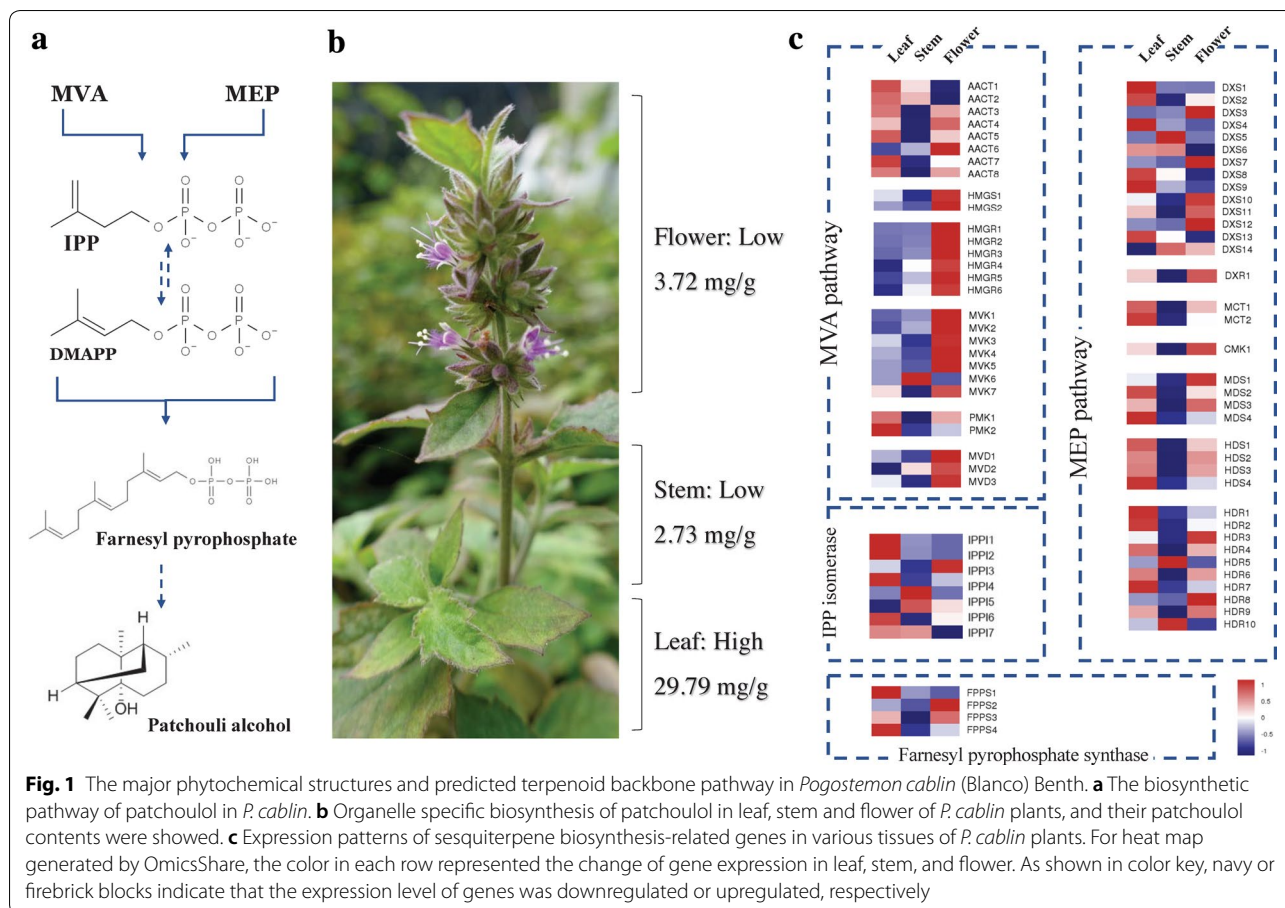 a
MVA MEP
O O
O P O P O⁻
O⁻ O⁻
IPP
O O
O P O P O⁻
O⁻ O⁻
DMAPP
OH OH
O P O P OH
O O
Farnesyl pyrophosphate
H
H
OH
Patchouli alcohol
b
Flower: Low
3.72 mg/g
Stem: Low
2.73 mg/g
Leaf: High
29.79 mg/g
c
Leaf Stem Flower
AACT1
AACT2
AACT3
AACT4
AACT5
AACT6
AACT7
AACT8
HMGS1
HMGS2
HMGR1
HMGR2
HMGR3
HMGR4
HMGR5
HMGR6
MVK1
MVK2
MVK3
MVK4
MVK5
MVK6
MVK7
PMK1
PMK2
MVD1
MVD2
MVD3
MVA pathway
IPPI1
IPPI2
IPPI3
IPPI4
IPPI5
IPPI6
IPPI7
IPP isomerase
Leaf Stem Flower
DXS1
DXS2
DXS3
DXS4
DXS5
DXS6
DXS7
DXS8
DXS9
DXS10
DXS11
DXS12
DXS13
DXS14
DXR1
MCT1
MCT2
CMK1
MDS1
MDS2
MDS3
MDS4
HDS1
HDS2
HDS3
HDS4
HDR1
HDR2
HDR3
HDR4
HDR5
HDR6
HDR7
HDR8
HDR9
HDR10
MEP pathway
FPPS1
FPPS2
FPPS3
FPPS4
Farnesyl pyrophosphate synthase
1
0.5
0
-0.5
-1
Fig. 1 The major phytochemical structures and predicted terpenoid backbone pathway in Pogostemon cablin (Blanco) Benth. a The biosynthetic
pathway of patchoulol in P. cablin. b Organelle specific biosynthesis of patchoulol in leaf, stem and flower of P. cablin plants, and their patchoulol
contents were showed. c Expression patterns of sesquiterpene biosynthesis-related genes in various tissues of P. cablin plants. For heat map
generated by OmicsShare, the color in each row represented the change of gene expression in leaf, stem, and flower. As shown in color key, navy or
firebrick blocks indicate that the expression level of genes was downregulated or upregulated, respectively